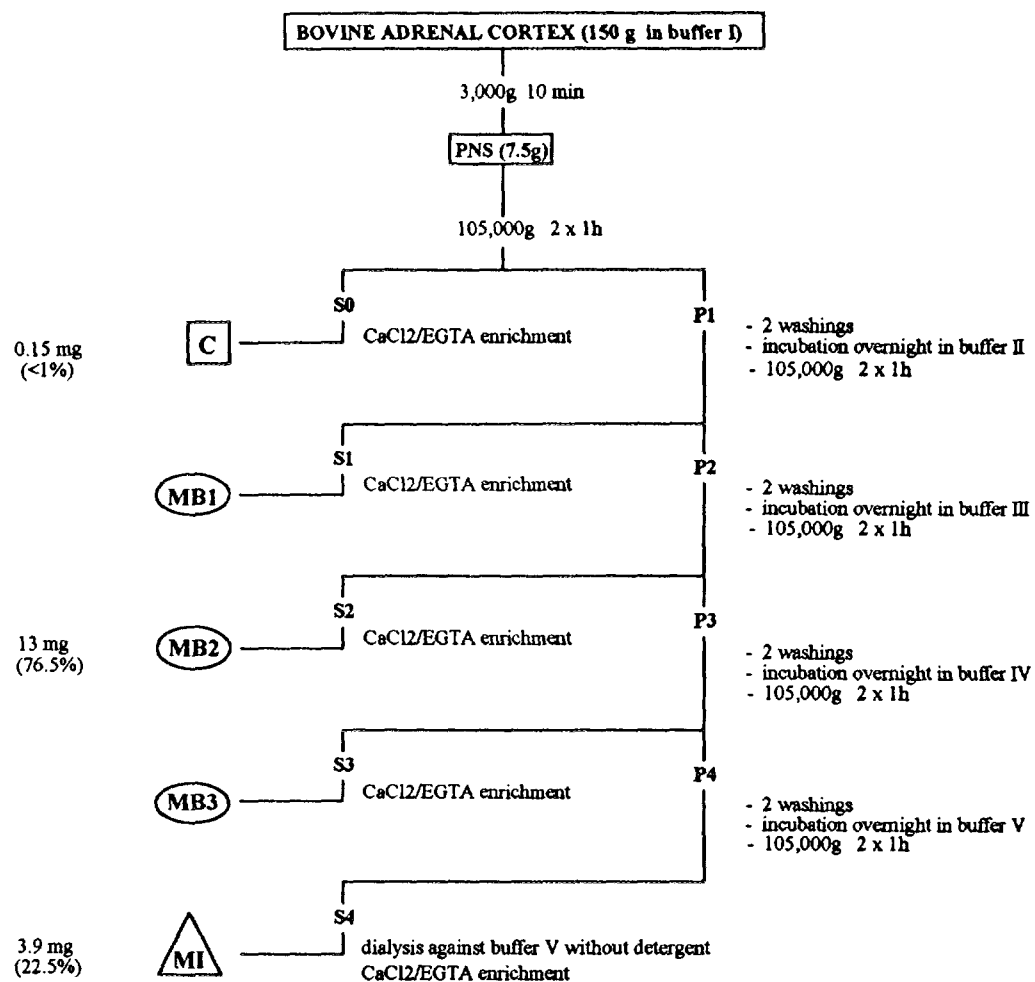 BOVINE ADRENAL CORTEX (150 g in buffer I)
3,000g 10 min
PNS (7.5g)
105,000g 2 x 1h
S0
P1
0.15 mg
(<1%)
C
CaCl2/EGTA enrichment
- 2 washings
- incubation overnight in buffer II
- 105,000g 2 x 1h
S1
P2
MB1
CaCl2/EGTA enrichment
- 2 washings
- incubation overnight in buffer III
- 105,000g 2 x 1h
S2
P3
13 mg
(76.5%)
MB2
CaCl2/EGTA enrichment
- 2 washings
- incubation overnight in buffer IV
- 105,000g 2 x 1h
S3
P4
MB3
CaCl2/EGTA enrichment
- 2 washings
- incubation overnight in buffer V
- 105,000g 2 x 1h
S4
3.9 mg
(22.5%)
MI
dialysis against buffer V without detergent
CaCl2/EGTA enrichment